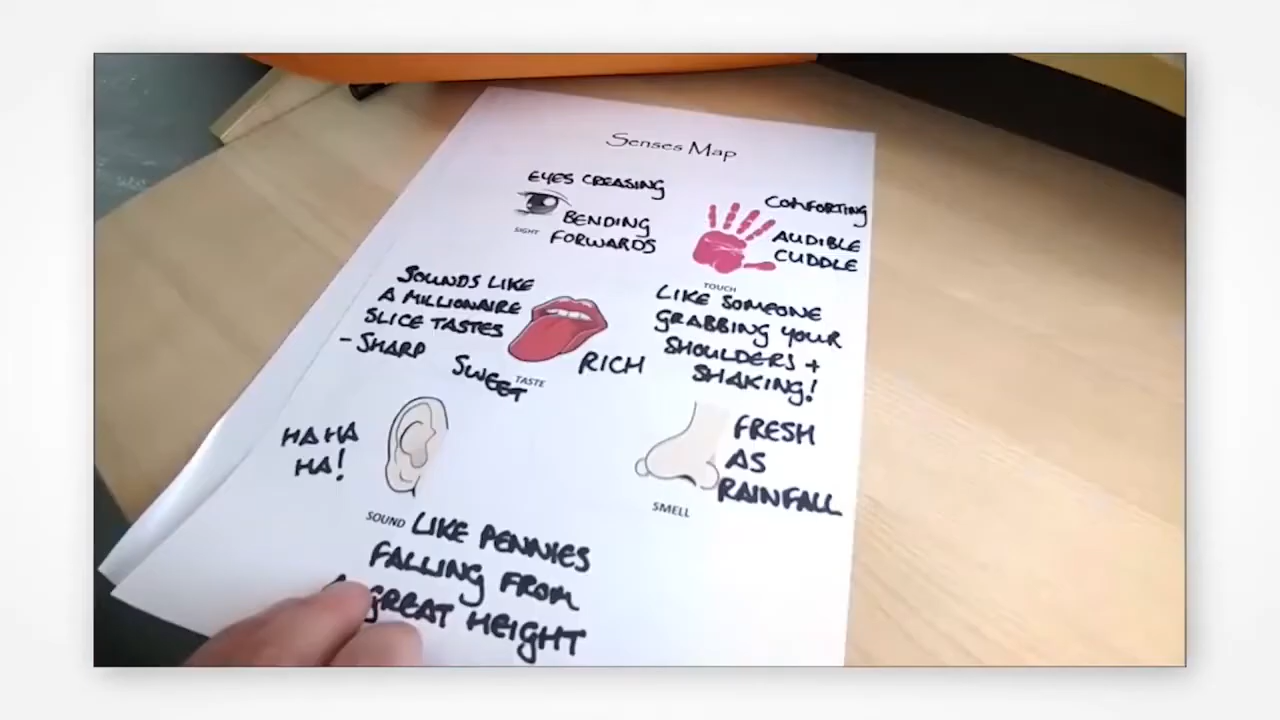 Senses Map
EYES CREASING
BENDING
FORWARDS
SIGHT
COMFORTING
AUDIBLE
CUDDLE
TOUCH
LIKE SOMEONE
GRABBING YOUR
SHOULDERS +
SHAKING!
SOUNDS LIKE
A MILLIONAIRE
SLICE TASTES
- SHARP
SWEET
RICH
TASTE
HA HA
HA!
SOUND
LIKE PENNIES
FALLING FROM
A GREAT HEIGHT
FRESH
AS
RAINFALL
SMELL